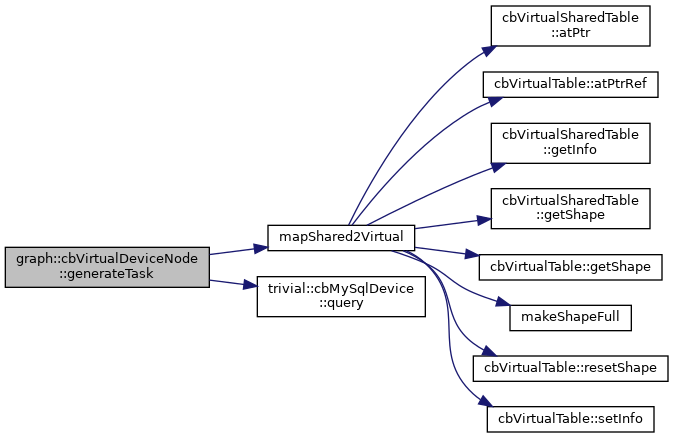 graph::cbVirtualDeviceNode
::generateTask
mapShared2Virtual
trivial::cbMySqlDevice
::query
cbVirtualSharedTable
::atPtr
cbVirtualTable::atPtrRef
cbVirtualSharedTable
::getInfo
cbVirtualSharedTable
::getShape
cbVirtualTable::getShape
makeShapeFull
cbVirtualTable::resetShape
cbVirtualTable::setInfo